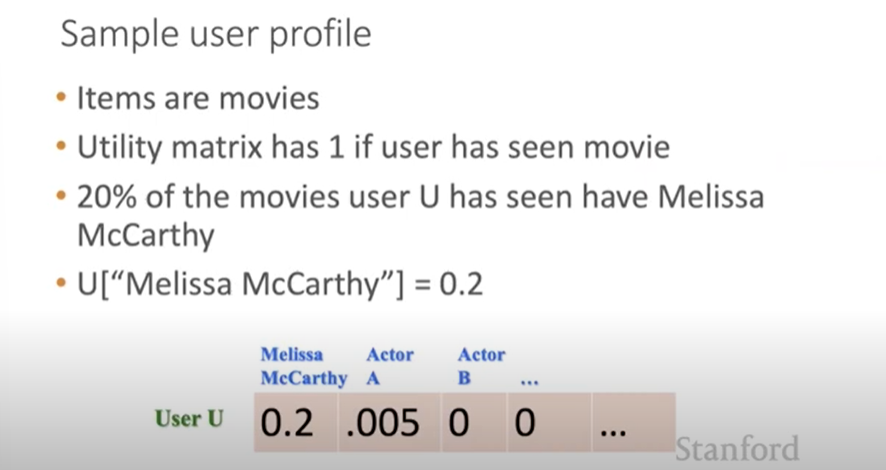 Sample user profile
• Items are movies
• Utility matrix has 1 if user has seen movie
• 20% of the movies user U has seen have Melissa
McCarthy
• U[“Melissa McCarthy”] = 0.2
Melissa Actor Actor
McCarthy A B ...
User U 0.2 .005 0 0 ...
Stanford